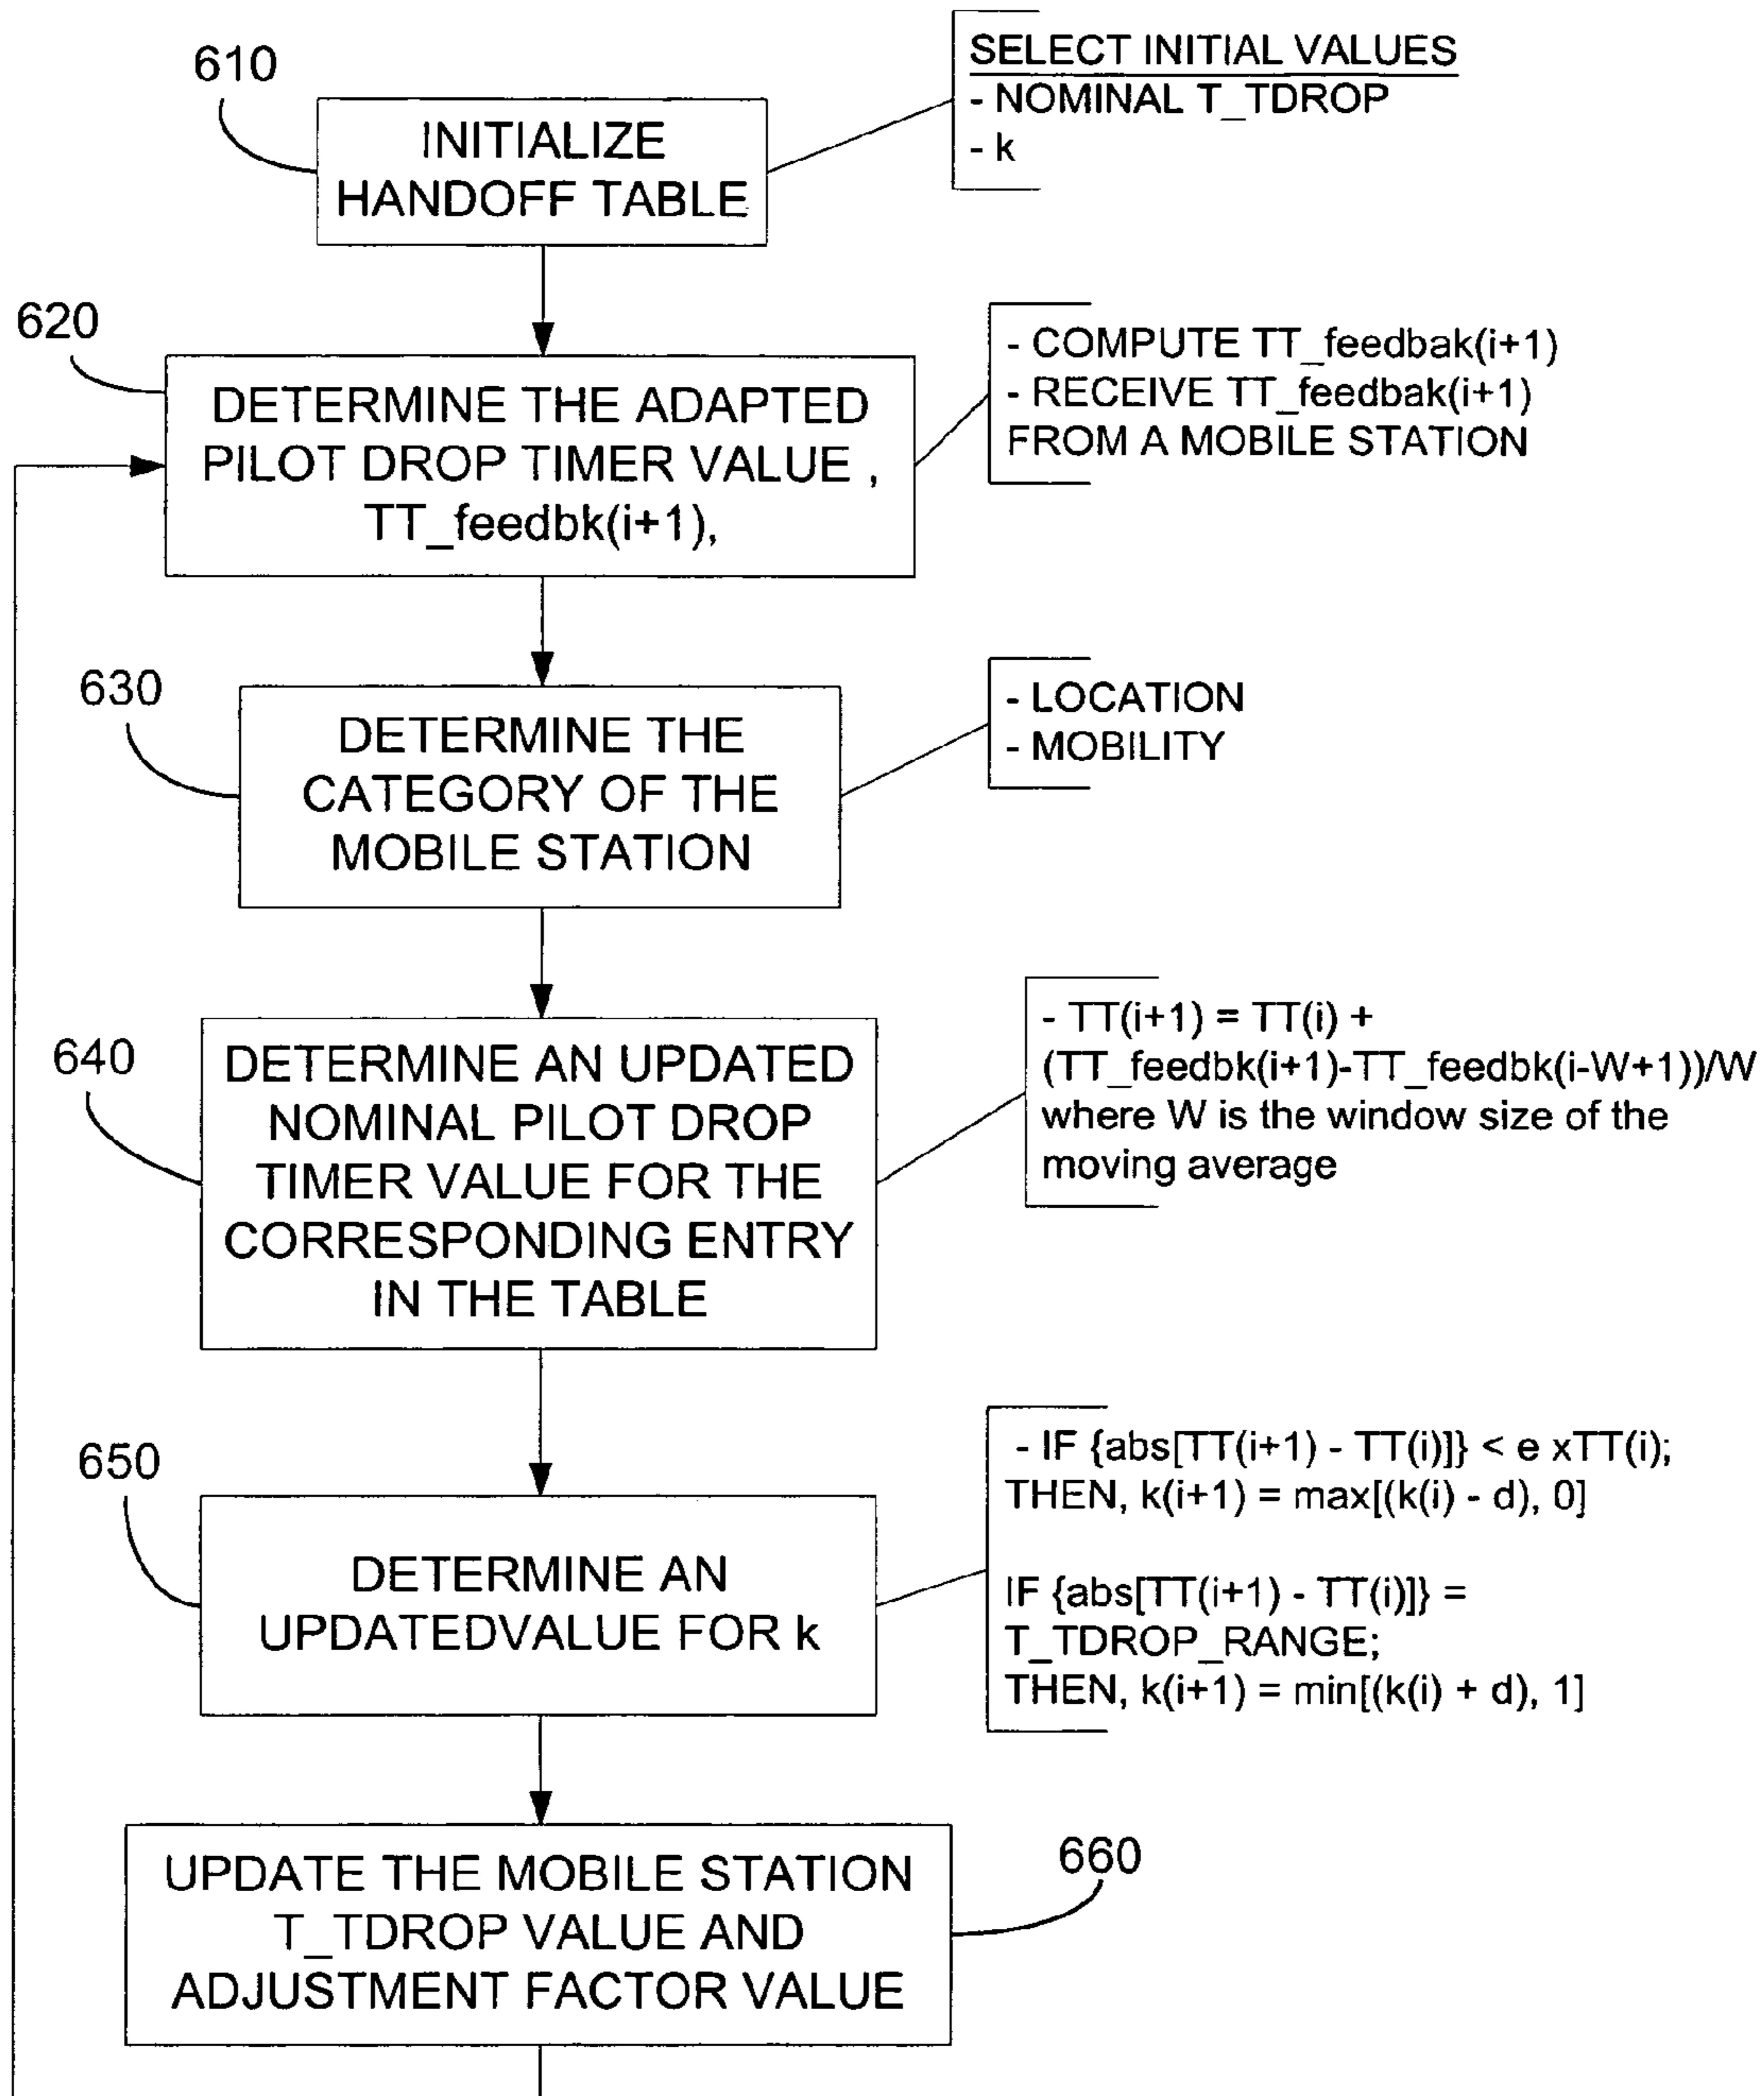 610
INITIALIZE
HANDOFF TABLE
SELECT INITIAL VALUES
- NOMINAL T_TDROP
- k
620
DETERMINE THE ADAPTED
PILOT DROP TIMER VALUE ,
TT_feedbk(i+1),
- COMPUTE TT_feedbak(i+1)
- RECEIVE TT_feedbak(i+1)
FROM A MOBILE STATION
630
DETERMINE THE
CATEGORY OF THE
MOBILE STATION
- LOCATION
- MOBILITY
640
DETERMINE AN UPDATED
NOMINAL PILOT DROP
TIMER VALUE FOR THE
CORRESPONDING ENTRY
IN THE TABLE
- TT(i+1) = TT(i) +
(TT_feedbk(i+1)-TT_feedbk(i-W+1))/W
where W is the window size of the
moving average
650
DETERMINE AN
UPDATEDVALUE FOR k
- IF {abs[TT(i+1) - TT(i)]} < e xTT(i);
THEN, k(i+1) = max[(k(i) - d), 0]
IF {abs[TT(i+1) - TT(i)]} =
T_TDROP_RANGE;
THEN, k(i+1) = min[(k(i) + d), 1]
660
UPDATE THE MOBILE STATION
T_TDROP VALUE AND
ADJUSTMENT FACTOR VALUE